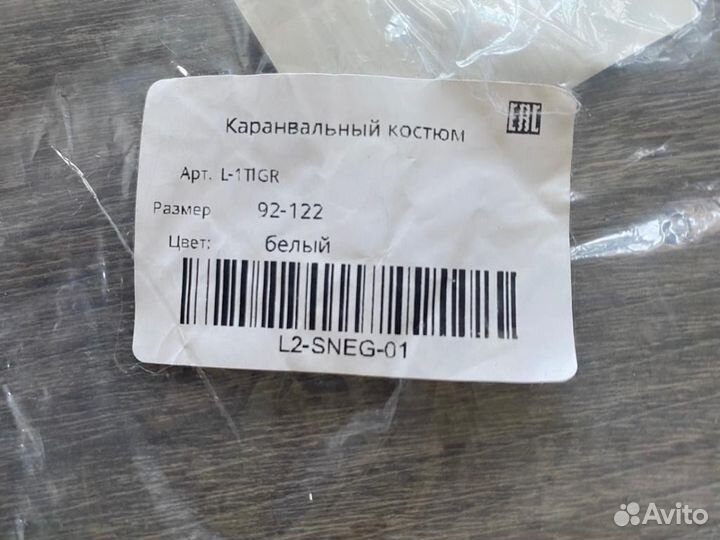 Каранвальный костюм
EAC
Арт. L-1TIGR
Размер 92-122
Цвет: белый
L2-SNEG-01
Avito